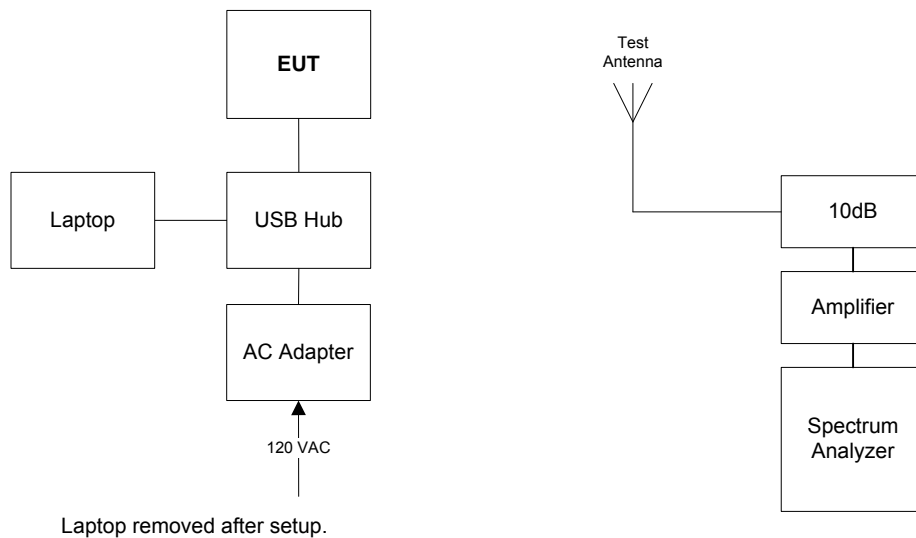 EUT
Laptop
USB Hub
AC Adapter
120 VAC
Laptop removed after setup.
Test
Antenna
10dB
Amplifier
Spectrum
Analyzer